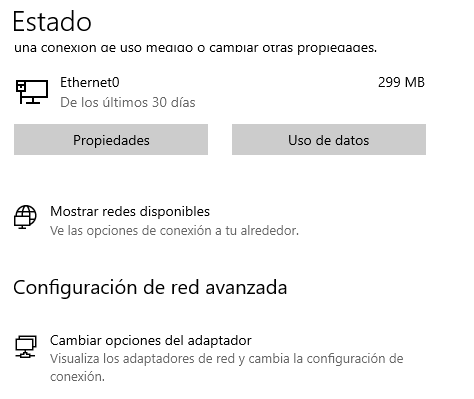 Estado
una conexión de uso medido o cambiar otras propiedades.
Ethernet0
299 MB
De los últimos 30 días
Propiedades
Uso de datos
Mostrar redes disponibles
Ve las opciones de conexión a tu alrededor.
Configuración de red avanzada
Cambiar opciones del adaptador
Visualiza los adaptadores de red y cambia la configuración de
conexión.